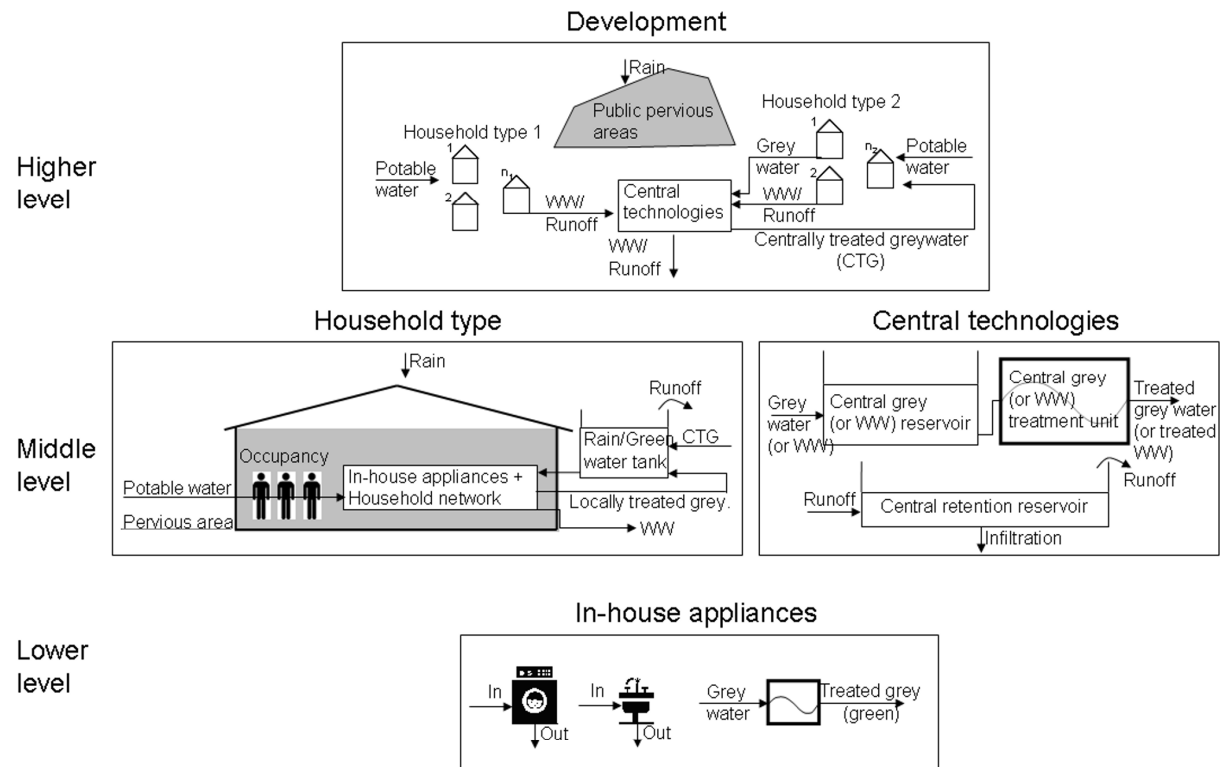 Development
Rain
Public pervious
areas
Household type 2
1
Household type 1
1
Grey
water
n2
Potable
water
Higher
level
Potable
water
n1
2
2
Central
technologies
WW/
Runoff
WW/
Runoff
Centrally treated greywater
(CTG)
WW/
Runoff
Household type
Central technologies
Rain
Runoff
Rain/Green
water tank
CTG
Middle
level
Occupancy
In-house appliances +
Household network
Potable water
Pervious area
Locally treated grey.
WW
Grey
water
(or WW)
Central grey
(or WW) reservoir
Central grey
(or WW)
treatment unit
Treated
grey water
(or treated
WW)
Runoff
Runoff
Central retention reservoir
Infiltration
In-house appliances
Lower
level
In
Out
In
Out
Grey
water
Treated grey
(green)